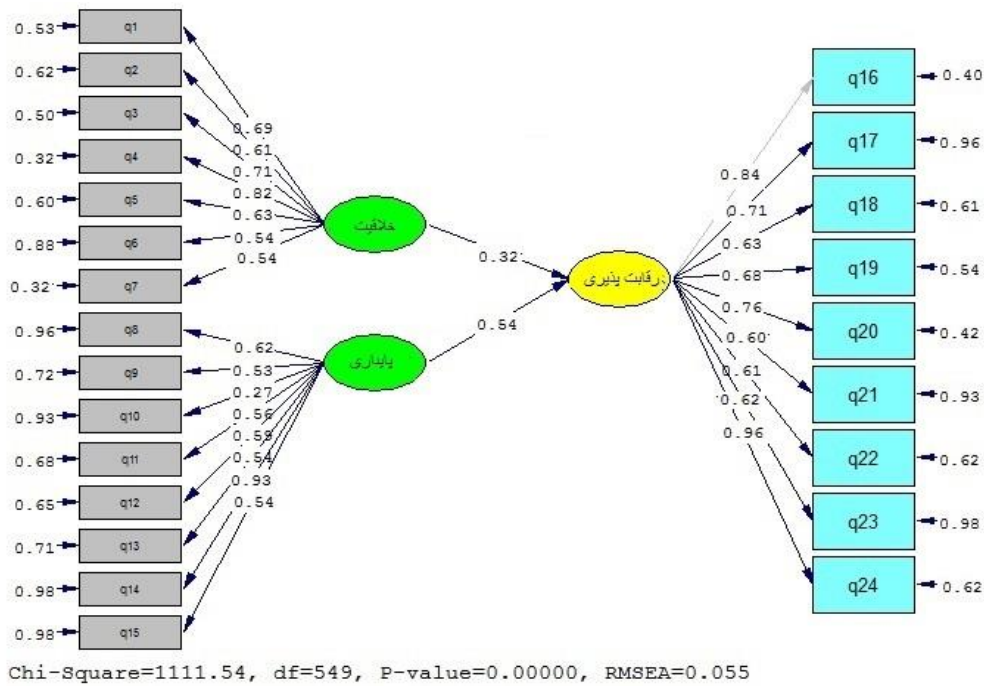 0.53 q1
0.62 q2
0.50 q3
0.32 q4
0.60 q5
0.88 q6
0.32 q7
0.96 q8
0.72 q9
0.93 q10
0.68 q11
0.65 q12
0.71 q13
0.98 q14
0.98 q15
0.69
0.61
0.71
0.82
0.63
0.54
0.54
خلاقیت
0.62
0.53
0.27
0.56
0.59
0.54
0.93
0.54
پایداری
0.32
0.54
رقابت پذیری
0.84
0.71
0.63
0.68
0.76
0.60
0.61
0.62
0.96
q16 0.40
q17 0.96
q18 0.61
q19 0.54
q20 0.42
q21 0.93
q22 0.62
q23 0.98
q24 0.62
Chi-Square=1111.54, df=549, P-value=0.00000, RMSEA=0.055